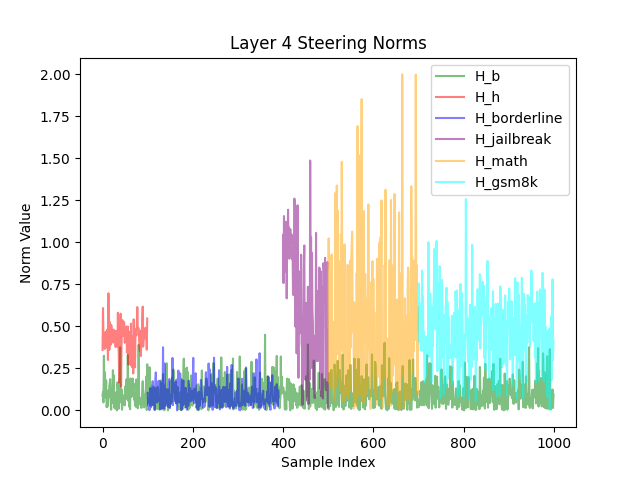 Layer 4 Steering Norms
H_b
H_h
H_borderline
H_jailbreak
H_math
H_gsm8k
2.00
1.75
1.50
1.25
1.00
0.75
0.50
0.25
0.00
Norm Value
0
200
400
600
800
1000
Sample Index